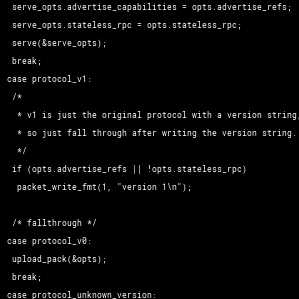 serve_opts.advertise_capabilities = opts.advertise_refs;
serve_opts.stateless_rpc = opts.stateless_rpc;
serve(&serve_opts);
break;
case protocol_v1:
/*
* v1 is just the original protocol with a version string,
* so just fall through after writing the version string.
*/
if (opts.advertise_refs || !opts.stateless_rpc)
packet_write_fmt(1, "version 1\n");
/* fallthrough */
case protocol_v0:
upload_pack(&opts);
break;
case protocol_unknown_version: